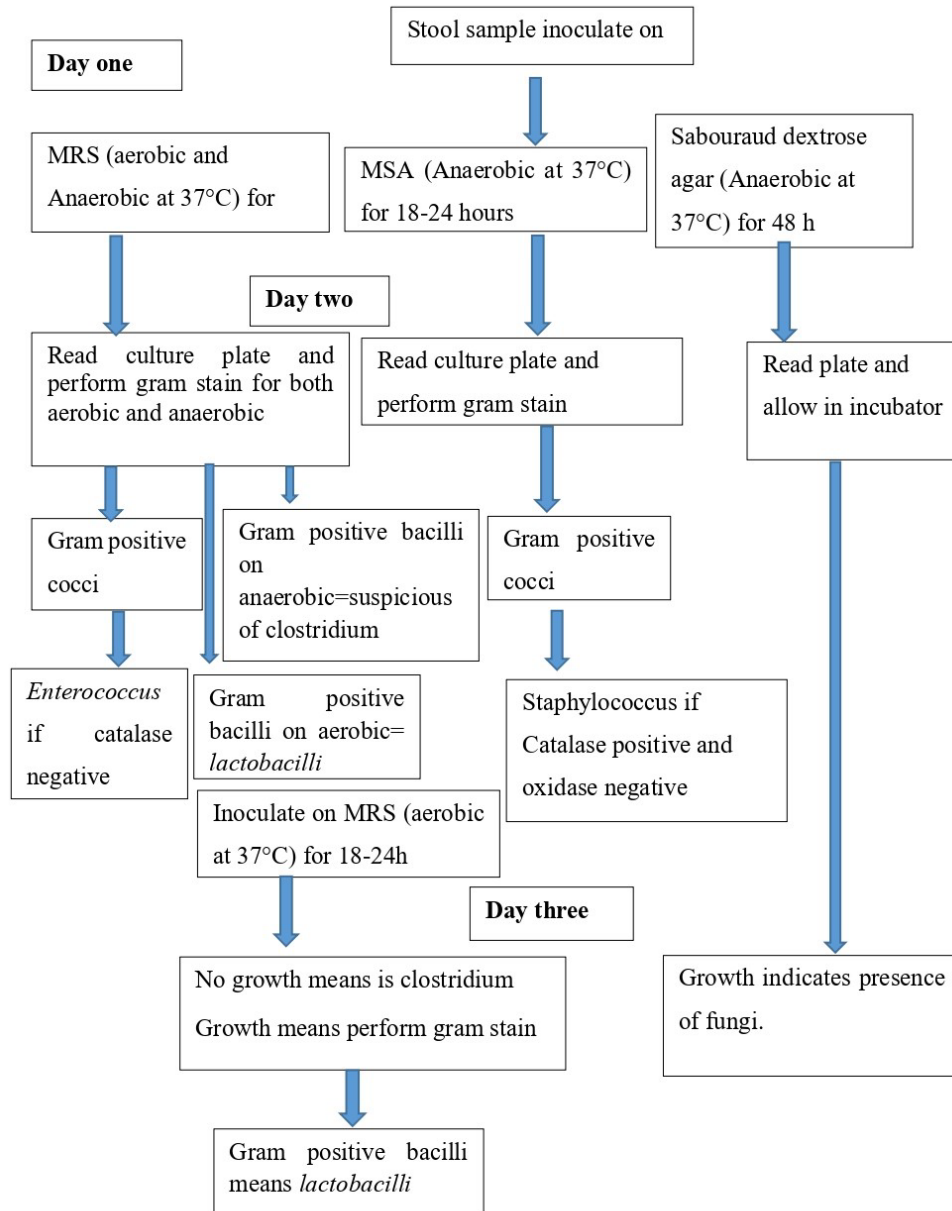 Stool sample inoculate on
Day one
MRS (aerobic and
Anaerobic at 37°C) for
MSA (Anaerobic at 37°C)
for 18-24 hours
Sabouraud dextrose
agar (Anaerobic at
37°C) for 48 h
Day two
Read culture plate and
perform gram stain for both
aerobic and anaerobic
Read culture plate and
perform gram stain
Read plate and
allow in incubator
Gram positive
cocci
Gram positive bacilli
on
anaerobic=suspicious
of clostridium
Gram positive
cocci
Enterococcus
if catalase
negative
Gram positive
bacilli on aerobic=
lactobacilli
Staphylococcus if
Catalase positive and
oxidase negative
Inoculate on MRS (aerobic
at 37°C) for 18-24h
Day three
No growth means is clostridium
Growth means perform gram stain
Growth indicates presence
of fungi.
Gram positive bacilli
means lactobacilli